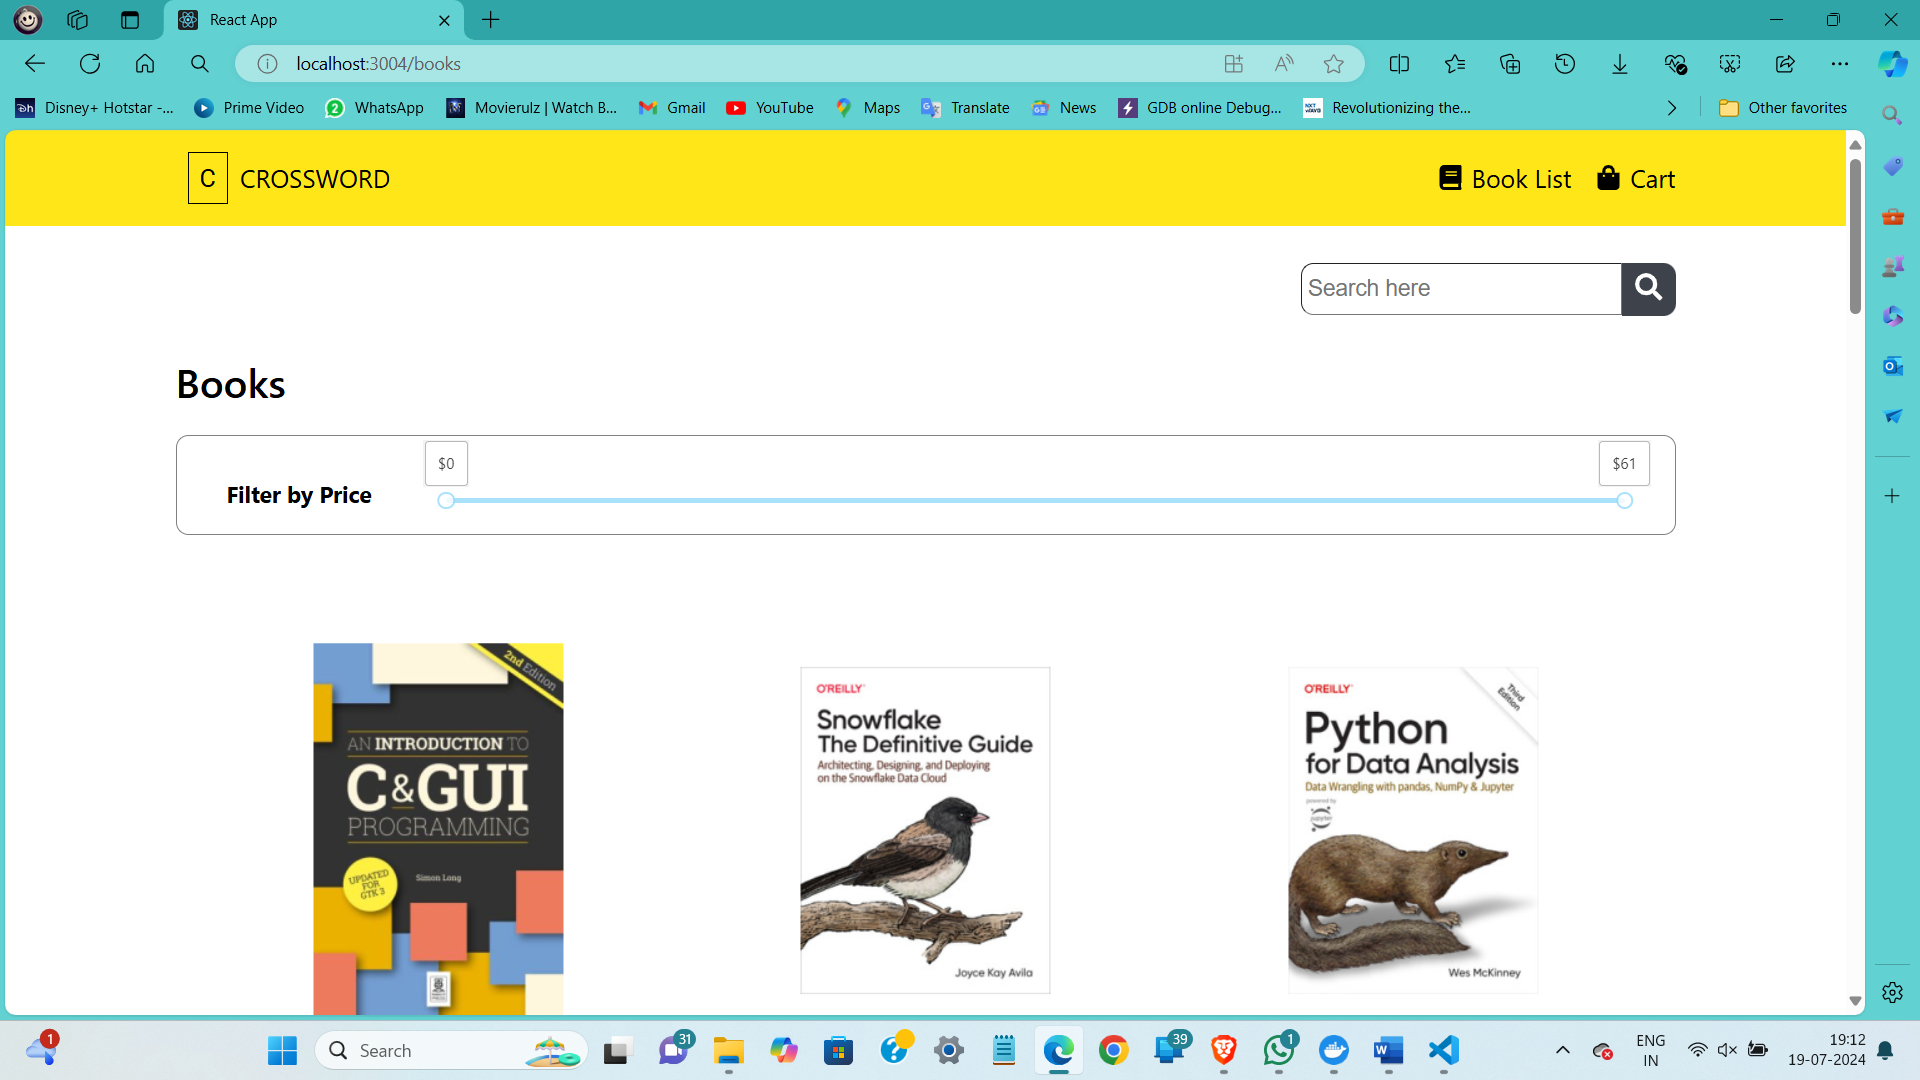 React App
localhost:3004/books
Disney+ Hotstar -...
Prime Video
WhatsApp
Movierulz | Watch B...
Gmail
YouTube
Maps
Translate
News
GDB online Debug...
Revolutionizing the...
Other favorites
C CROSSWORD
Book List
Cart
Search here
Books
Filter by Price
$0
$61
2nd Edition
AN INTRODUCTION TO
C&GUI
PROGRAMMING
UPDATED
FOR
GTK 3
Simon Long
O'REILLY
Snowflake
The Definitive Guide
Architecting, Designing, and Deploying
on the Snowflake Data Cloud
Joyce Kay Avila
O'REILLY
Third
Edition
Python
for Data Analysis
Data Wrangling with pandas, NumPy & Jupyter
powered by
jupyter
Wes McKinney
1
Search
31
39
1
ENG
IN
19:12
19-07-2024